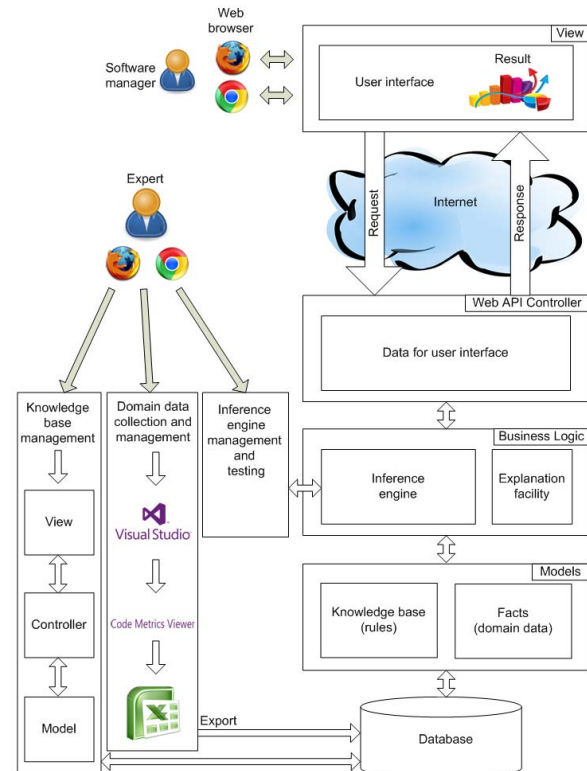 Web
browser
Software
manager
View
User interface
Result
Expert
Internet
Request
Response
Web API Controller
Data for user interface
Knowledge
base
management
Domain data
collection and
management
Inference
engine
management
and
testing
Business Logic
Inference
engine
Explanation
facility
View
Visual Studio
Models
Knowledge base
(rules)
Facts
(domain data)
Controller
Code Metrics Viewer
Model
X
Export
Database